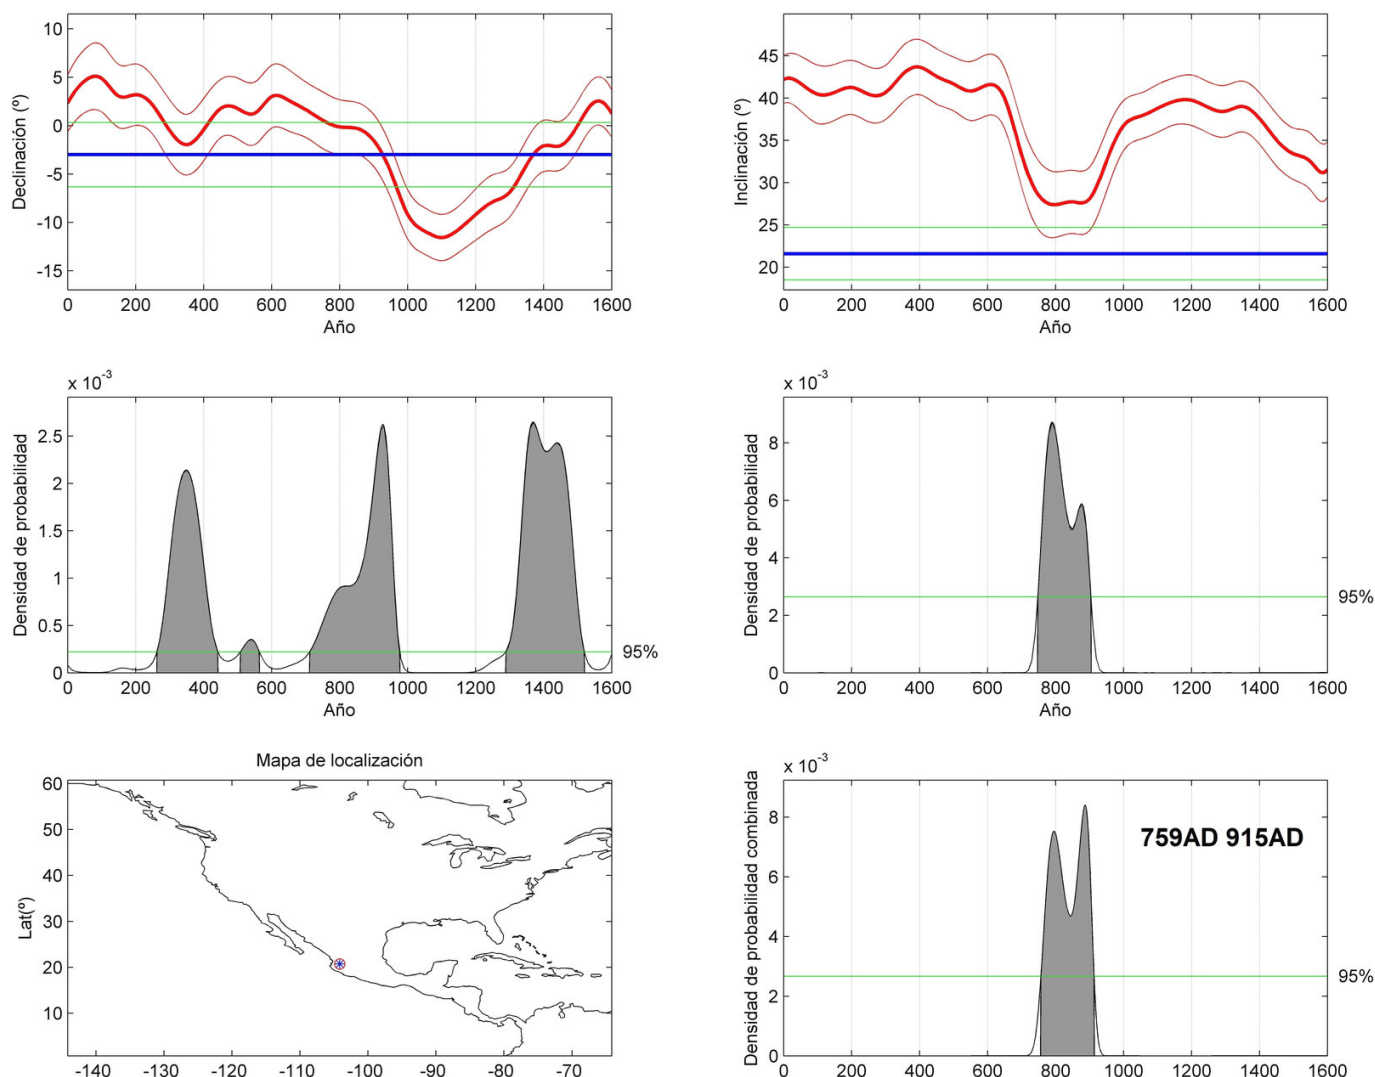 Declinación (º)
10
5
0
-5
-10
-15
0 200 400 600 800 1000 1200 1400 1600
Año
Inclinación (º)
45
40
35
30
25
20
0 200 400 600 800 1000 1200 1400 1600
Año
x 10-3
Densidad de probabilidad
2.5
2
1.5
1
0.5
0
95%
0 200 400 600 800 1000 1200 1400 1600
Año
x 10-3
Densidad de probabilidad
8
6
4
2
0
95%
0 200 400 600 800 1000 1200 1400 1600
Año
Mapa de localización
Lat(º)
60
50
40
30
20
10
-140 -130 -120 -110 -100 -90 -80 -70
x 10-3
Densidad de probabilidad combinada
8
6
4
2
0
759AD 915AD
95%
0 200 400 600 800 1000 1200 1400 1600